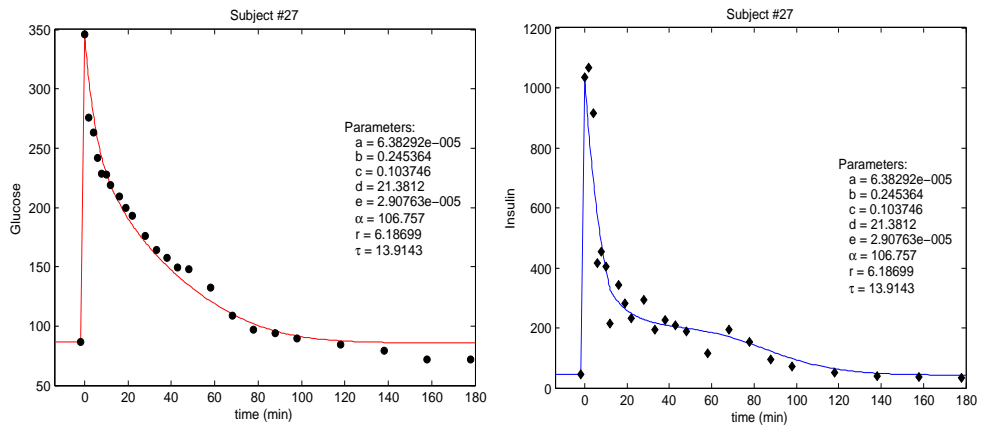 Subject #27
350
300
250
200
150
100
50
Glucose
Parameters:
a = 6.38292e−005
b = 0.245364
c = 0.103746
d = 21.3812
e = 2.90763e−005
α = 106.757
r = 6.18699
τ = 13.9143
0 20 40 60 80 100 120 140 160 180
time (min)
Subject #27
1200
1000
800
600
400
200
0
Insulin
Parameters:
a = 6.38292e−005
b = 0.245364
c = 0.103746
d = 21.3812
e = 2.90763e−005
α = 106.757
r = 6.18699
τ = 13.9143
0 20 40 60 80 100 120 140 160 180
time (min)